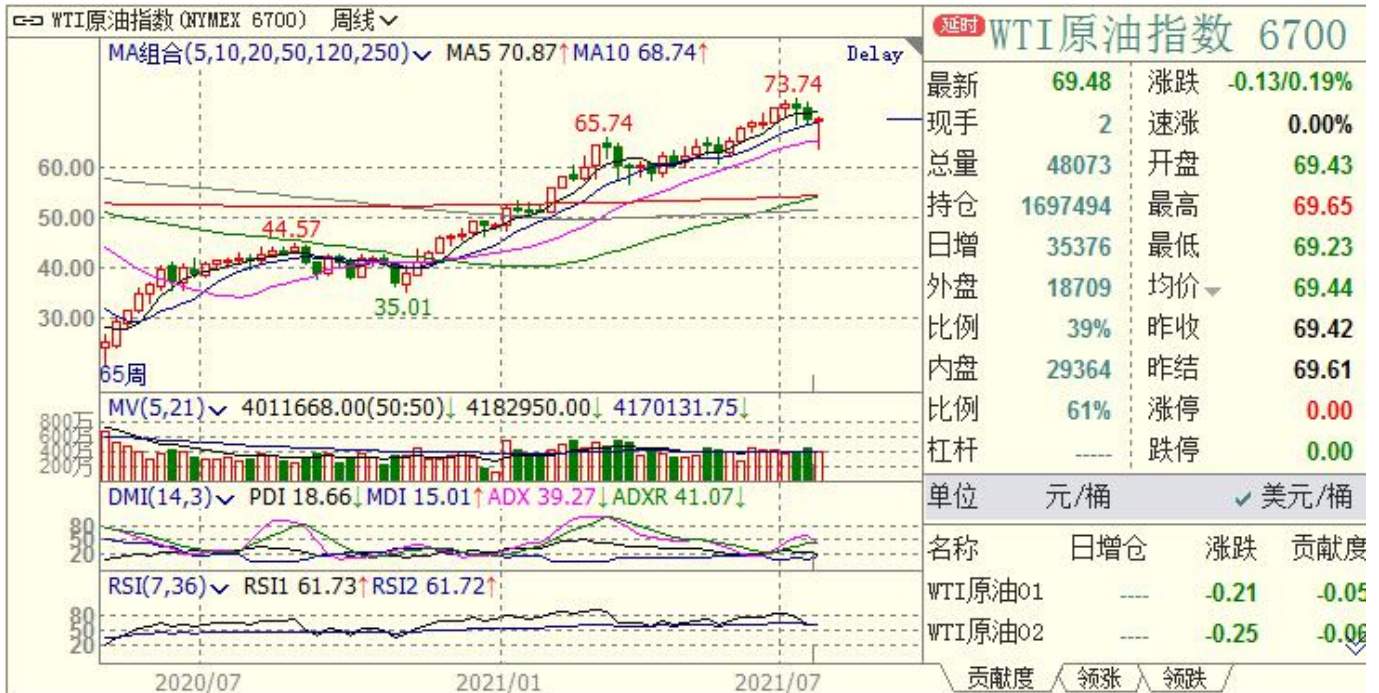 WTI原油指数(NYMEX 6700) 周线
MA组合(5,10,20,50,120,250) MA5 70.87↑MA10 68.74↑ Delay
73.74
65.74
60.00
50.00
44.57
40.00
35.01
30.00
65周
MV(5,21) 4011668.00(50:50)↓ 4182950.00↓ 4170131.75↓
800万
600万
400万
200万
DMI(14,3) PDI 18.66↓MDI 15.01↑ADX 39.27↓ADXR 41.07↓
80
50
20
RSI(7,36) RSI1 61.73↑RSI2 61.72↑
80
50
20
2020/07 2021/01 2021/07
延时 WTI原油指数 6700
最新 69.48 涨跌 -0.13/0.19%
现手 2 速涨 0.00%
总量 48073 开盘 69.43
持仓 1697494 最高 69.65
日增 35376 最低 69.23
外盘 18709 均价 69.44
比例 39% 昨收 69.42
内盘 29364 昨结 69.61
比例 61% 涨停 0.00
杠杆 ----- 跌停 0.00
单位 元/桶 ✓ 美元/桶
名称 日增仓 涨跌 贡献度
WTI原油01 ---- -0.21 -0.05
WTI原油02 ---- -0.25 -0.06
贡献度 领涨 领跌